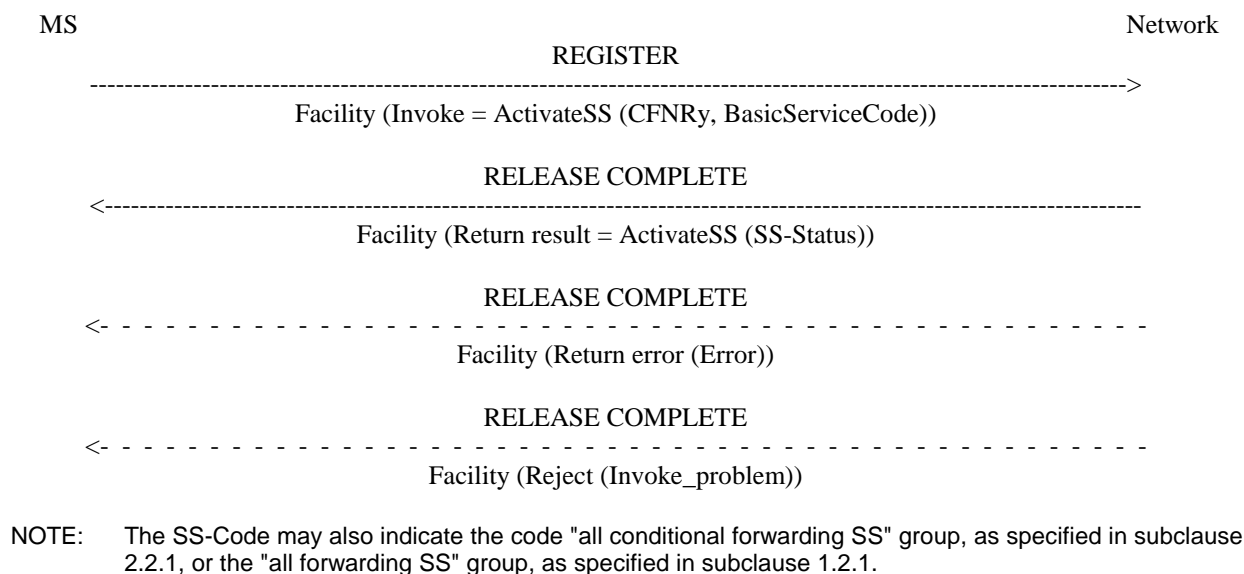 MS Network
REGISTER
------------------------------------------------------------------------------------------------------------------------>
Facility (Invoke = ActivateSS (CFNRy, BasicServiceCode))
RELEASE COMPLETE
<------------------------------------------------------------------------------------------------------------------------
Facility (Return result = ActivateSS (SS-Status))
RELEASE COMPLETE
<- - - - - - - - - - - - - - - - - - - - - - - - - - - - - - - - - - - - - - - - -
Facility (Return error (Error))
RELEASE COMPLETE
<- - - - - - - - - - - - - - - - - - - - - - - - - - - - - - - - - - - - - - - - -
Facility (Reject (Invoke_problem))
NOTE: The SS-Code may also indicate the code "all conditional forwarding SS" group, as specified in subclause
2.2.1, or the "all forwarding SS" group, as specified in subclause 1.2.1.